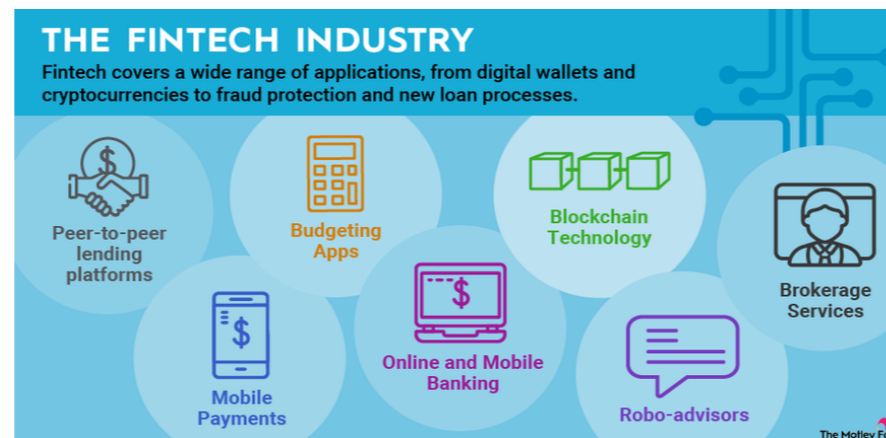 THE FINTECH INDUSTRY
Fintech covers a wide range of applications, from digital wallets and
cryptocurrencies to fraud protection and new loan processes.
$
Peer-to-peer
lending
platforms
Budgeting
Apps
Blockchain
Technology
Brokerage
Services
$
Mobile
Payments
$
Online and Mobile
Banking
Robo-advisors
The Motley